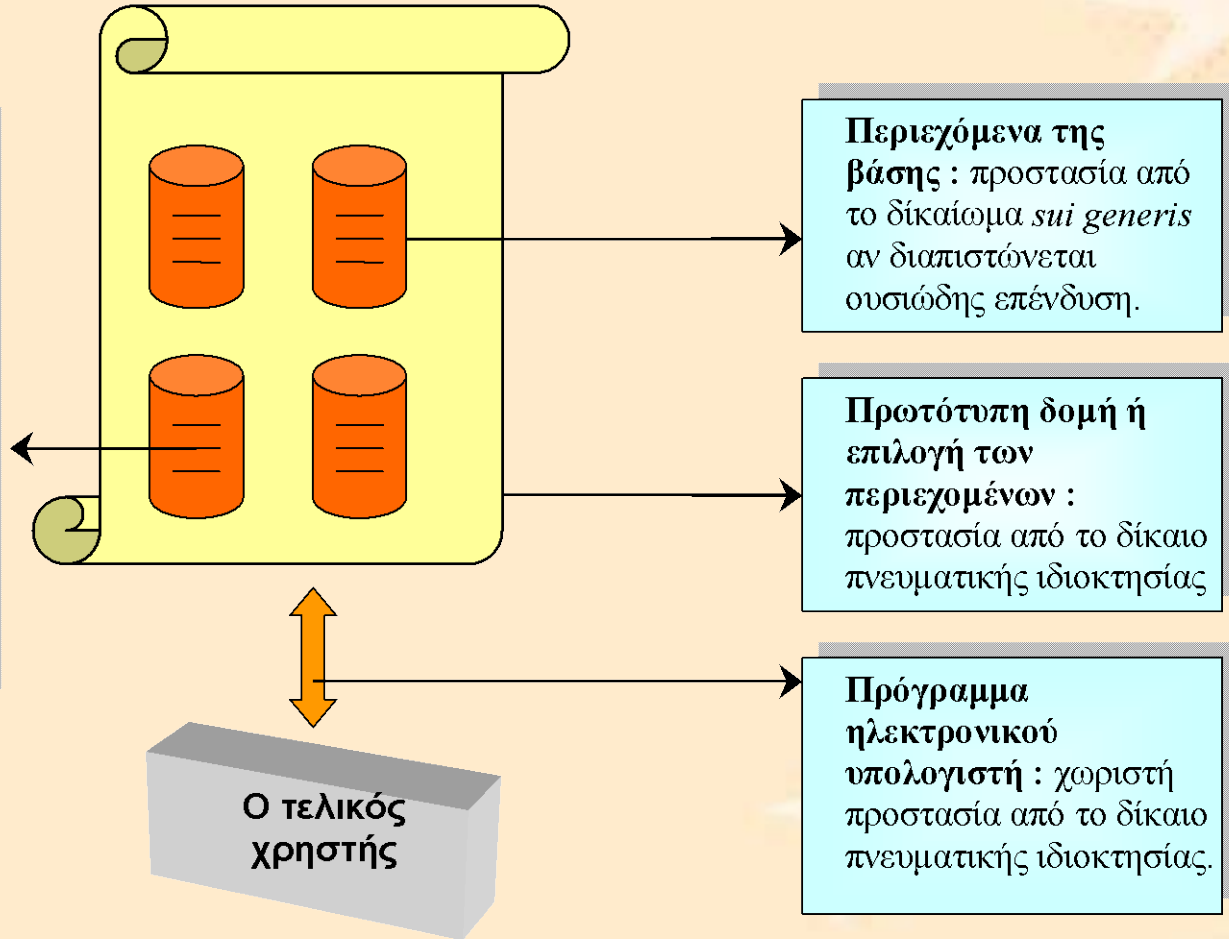 Περιεχόμενα της
βάσης : προστασία από
το δίκαίωμα sui generis
αν διαπιστώνεται
ουσιώδης επένδυση.
Πρωτότυπη δομή ή
επιλογή των
περιεχομένων :
προστασία από το δίκαιο
πνευματικής ιδιοκτησίας
Πρόγραμμα
ηλεκτρονικού
υπολογιστή : χωριστή
προστασία από το δίκαιο
πνευματικής ιδιοκτησίας.
Ο τελικός
χρηστής